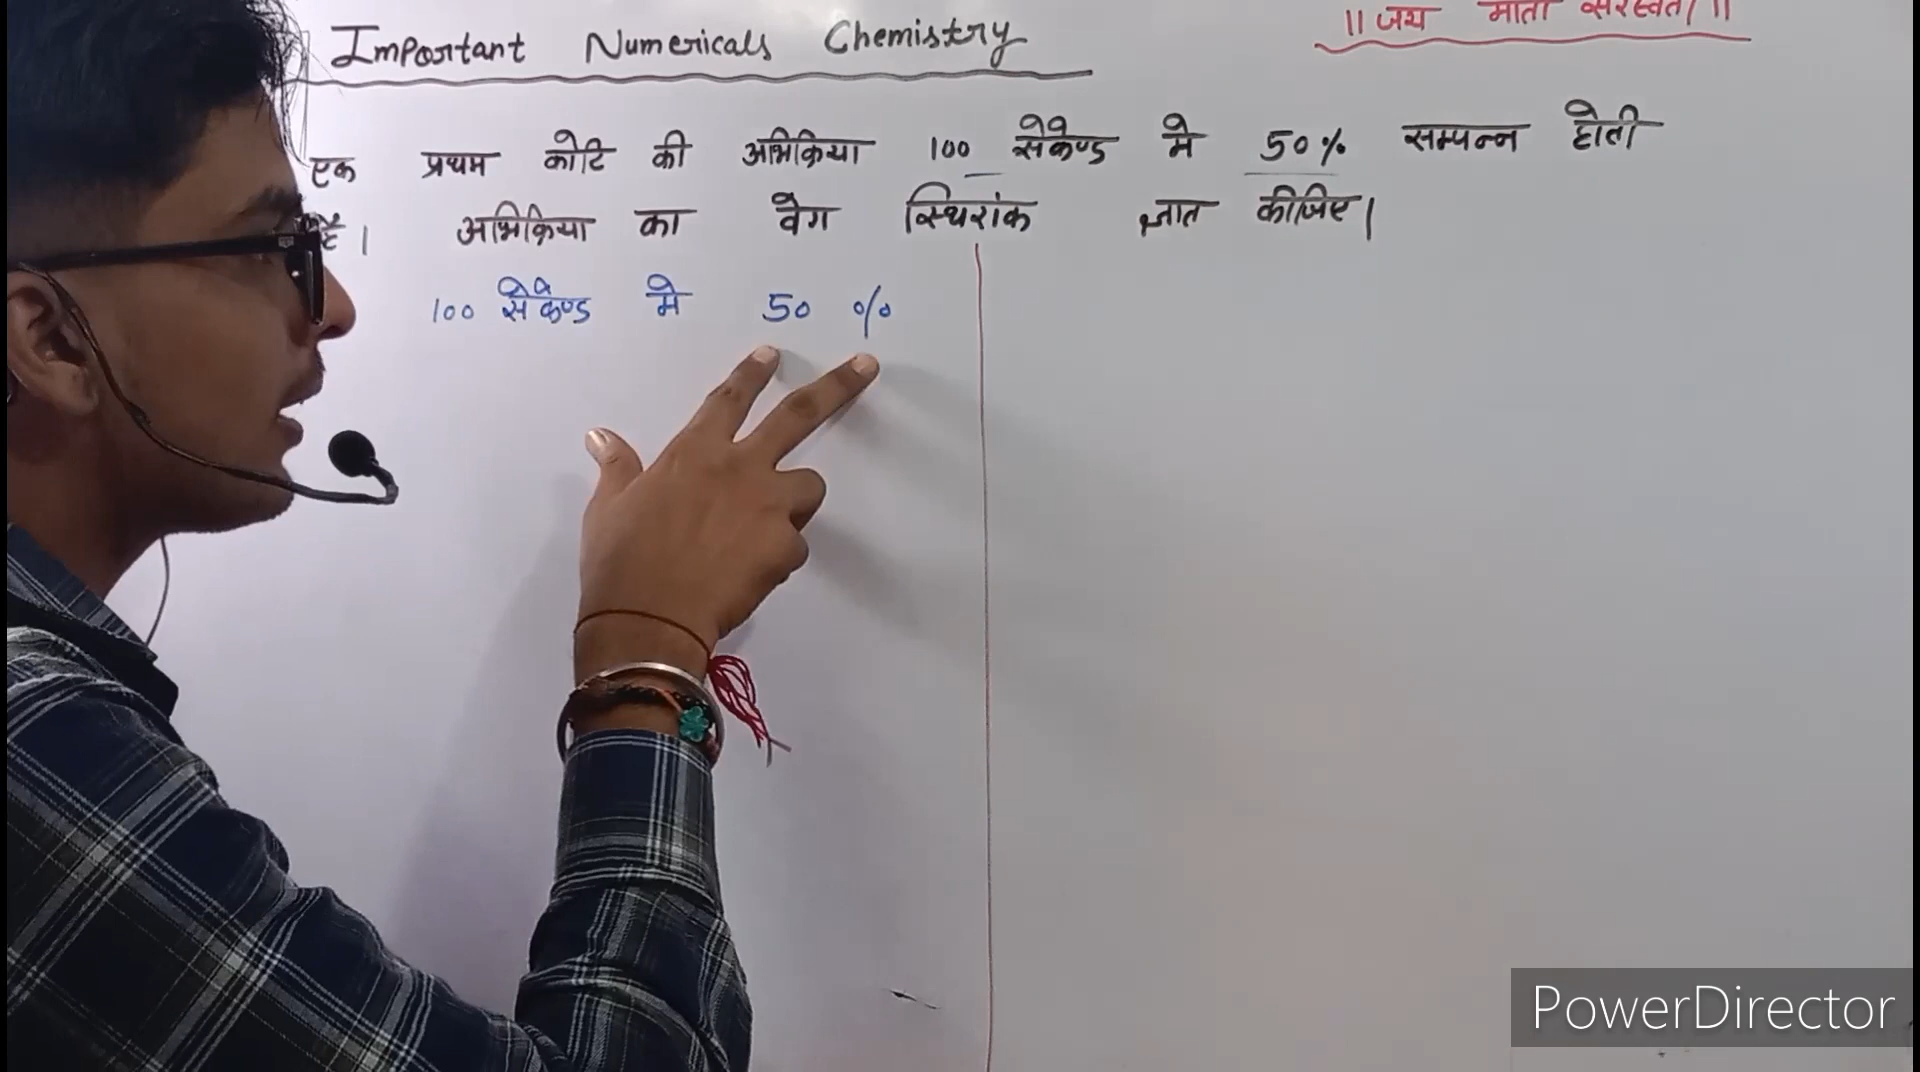 Important Numericals Chemistry
॥ जय माता सरस्वती ॥
एक प्रथम कोटि की अभिक्रिया 100 सेकेण्ड मे 50% सम्पन्न होती
है। अभिक्रिया का वेग स्थिरांक ज्ञात कीजिए।
100 सेकेण्ड मे 50 %
PowerDirector